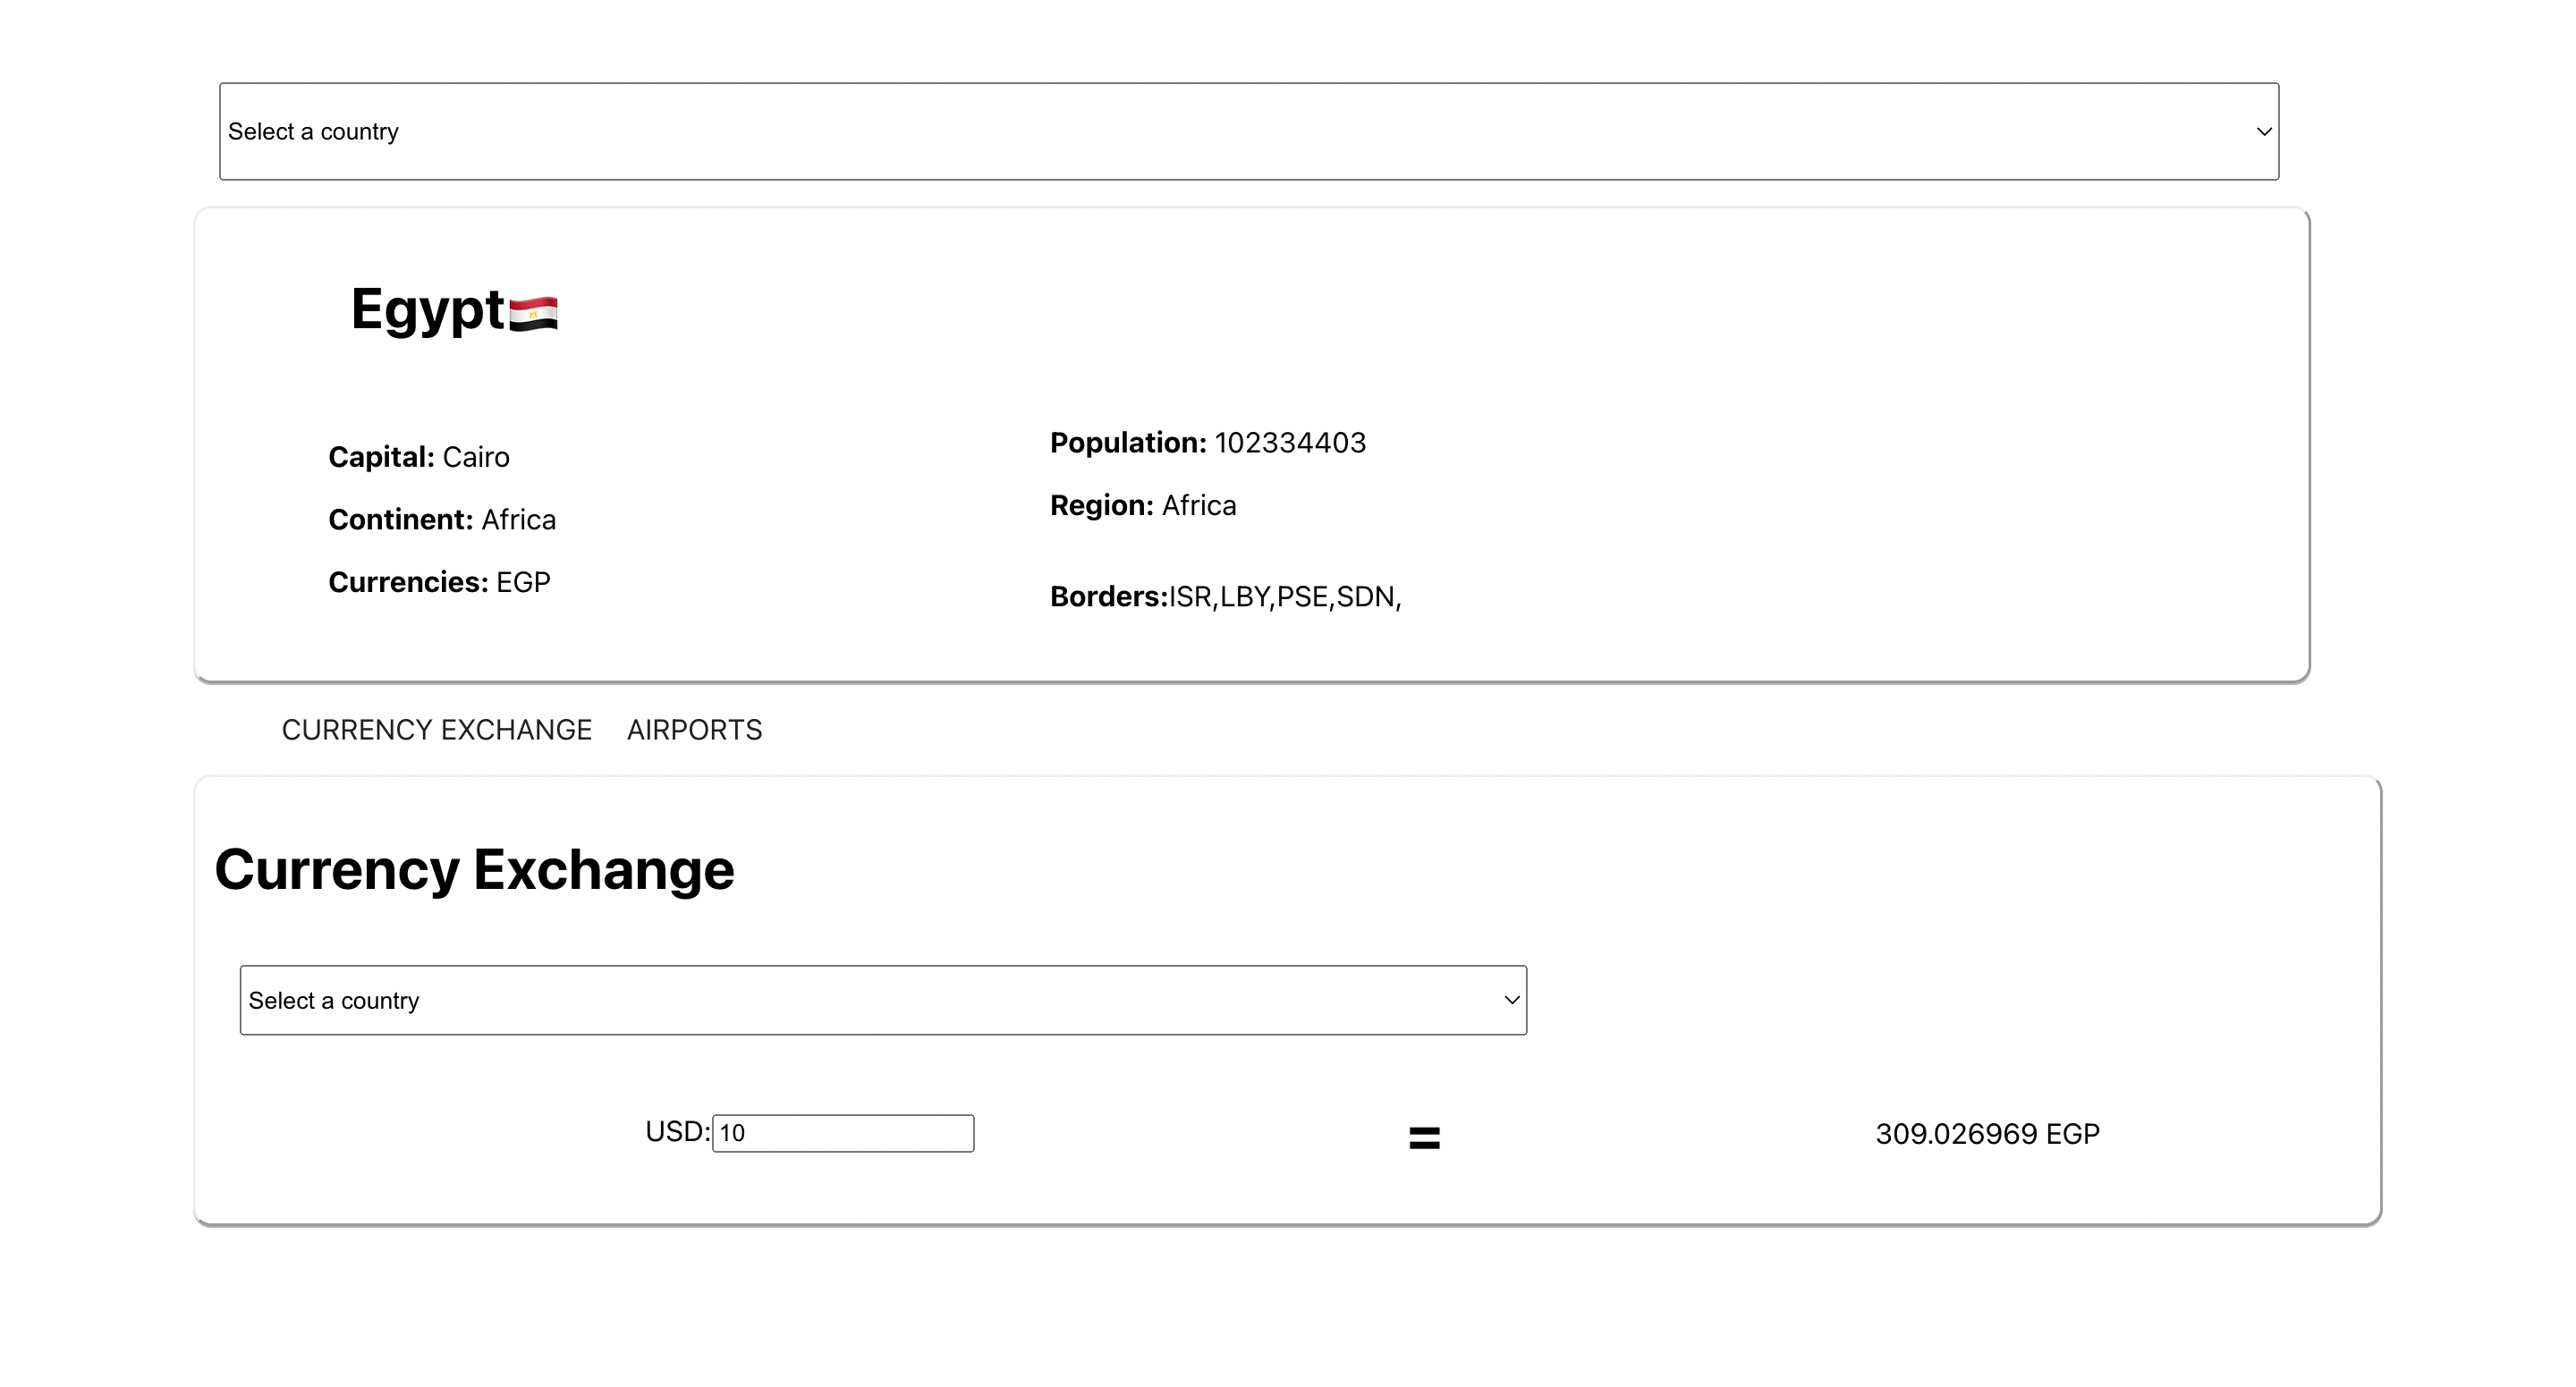 Select a country
Egypt
Capital: Cairo
Continent: Africa
Currencies: EGP
Population: 102334403
Region: Africa
Borders:ISR,LBY,PSE,SDN,
CURRENCY EXCHANGE AIRPORTS
Currency Exchange
Select a country
USD: 10 = 309.026969 EGP